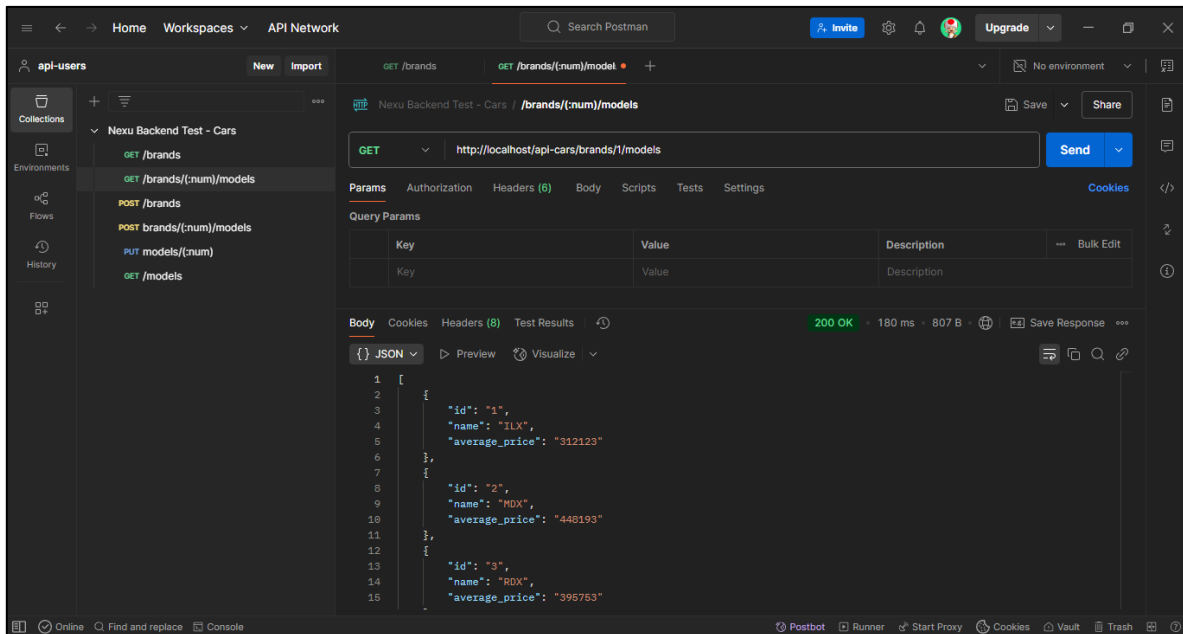 Home Workspaces API Network Search Postman Invite Upgrade
api-users New Import GET /brands GET /brands/(:num)/model No environment
Collections
Environments
Flows
History
Nexu Backend Test - Cars
GET /brands
GET /brands/(:num)/models
POST /brands
POST brands/(:num)/models
PUT models/(:num)
GET /models
HTTP Nexu Backend Test - Cars / /brands/(:num)/models Save Share
GET http://localhost/api-cars/brands/1/models Send
Params Authorization Headers (6) Body Scripts Tests Settings Cookies
Query Params
Key Value Description Bulk Edit
Key Value Description
Body Cookies Headers (8) Test Results 200 OK 180 ms 807 B Save Response
{} JSON Preview Visualize
1 [
2 {
3 "id": "1",
4 "name": "ILX",
5 "average_price": "312123"
6 },
7 {
8 "id": "2",
9 "name": "MDX",
10 "average_price": "448193"
11 },
12 {
13 "id": "3",
14 "name": "RDX",
15 "average_price": "395753"
Online Find and replace Console Postbot Runner Start Proxy Cookies Vault Trash